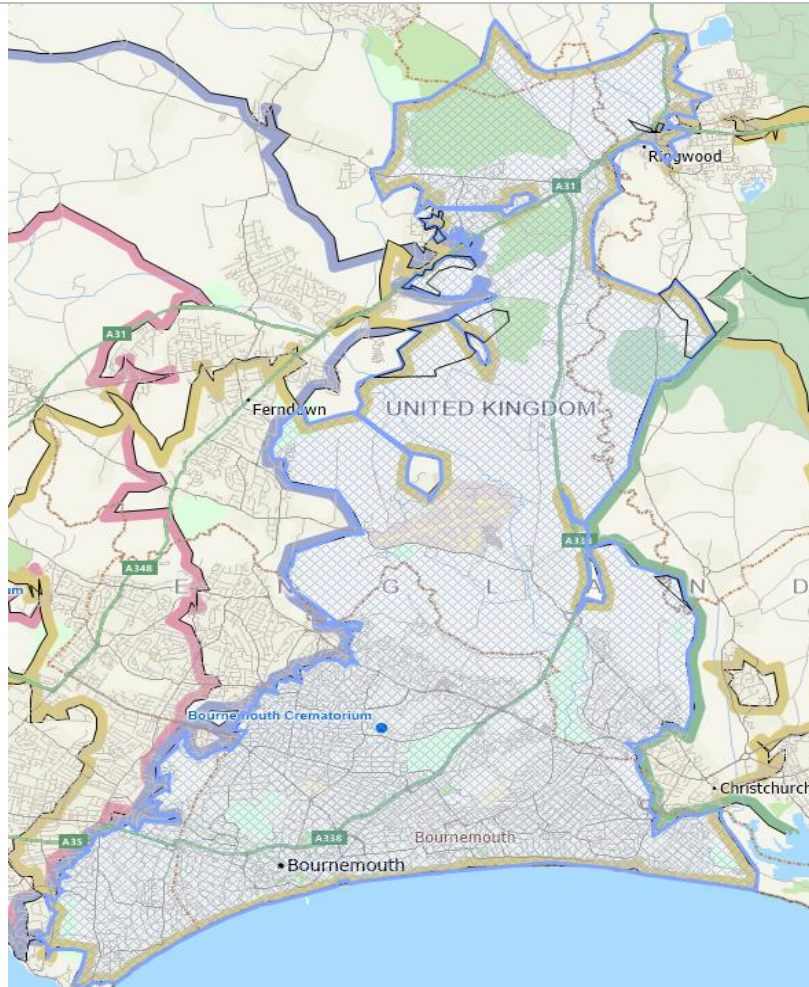 Ringwood
A31
A31
Ferndown
UNITED KINGDOM
A338
A348
E N G L A N D
Bournemouth Crematorium
Christchurch
A35
A338
Bournemouth
Bournemouth